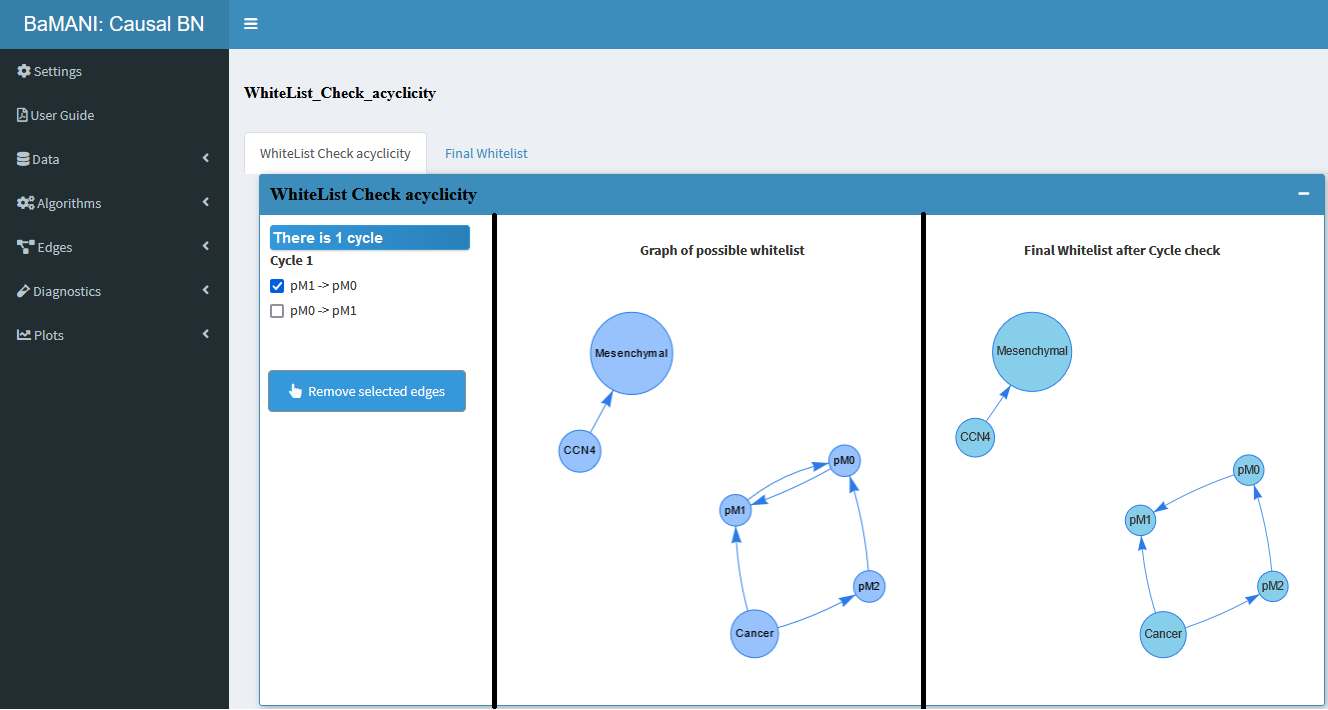 BaMANI: Causal BN
Settings
User Guide
Data
Algorithms
Edges
Diagnostics
Plots
WhiteList_Check_acyclicity
WhiteList Check acyclicity
Final Whitelist
WhiteList Check acyclicity
There is 1 cycle
Cycle 1
pM1 -> pM0
pM0 -> pM1
Remove selected edges
Graph of possible whitelist
Mesenchymal
CCN4
pM0
pM1
pM2
Cancer
Final Whitelist after Cycle check
Mesenchymal
CCN4
pM0
pM1
pM2
Cancer